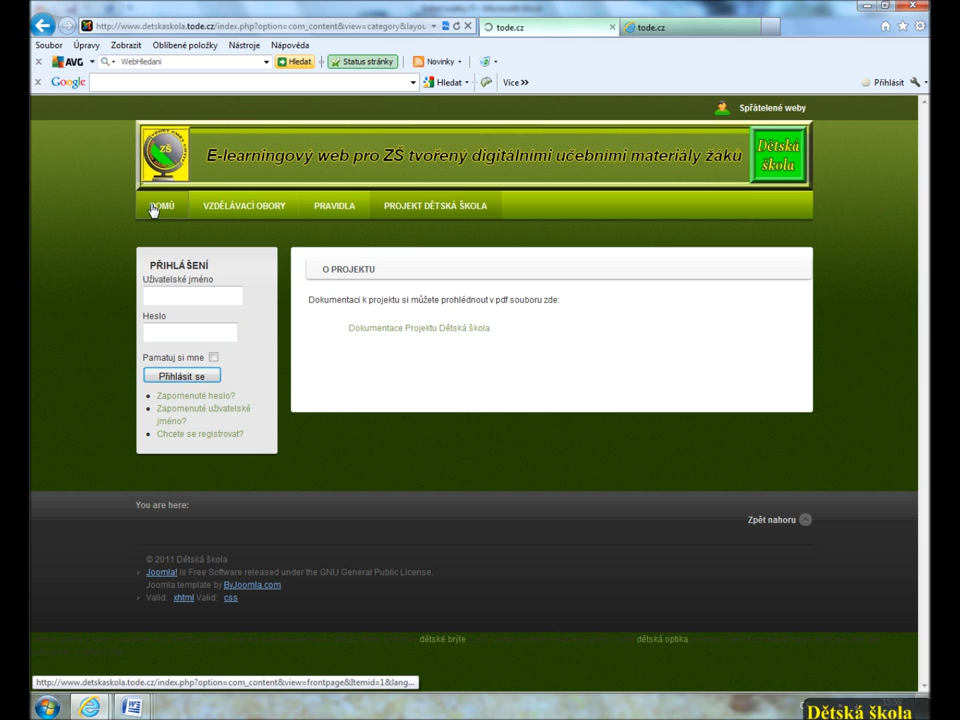 http://www.detskaskola.tode.cz/index.php?option=com_content&view=category&layou
tode.cz
tode.cz
Soubor Úpravy Zobrazit Oblíbené položky Nástroje Nápověda
AVG WebHledani Hledat Status stránky Novinky
Google Hledat Více >> Přihlásit
Spřátelené weby
ZŠ
E-learningový web pro ZŠ tvořený digitálními učebními materiály žáků
Dětská
škola
DOMŮ VZDĚLÁVACÍ OBORY PRAVIDLA PROJEKT DĚTSKÁ ŠKOLA
PŘIHLÁŠENÍ
Uživatelské jméno
Heslo
Pamatuj si mne
Přihlásit se
Zapomenuté heslo?
Zapomenuté uživatelské
jméno?
Chcete se registrovat?
O PROJEKTU
Dokumentaci k projektu si můžete prohlédnout v pdf souboru zde:
Dokumentace Projektu Dětská škola
You are here:
Zpět nahoru
© 2011 Dětská škola
Joomla! is Free Software released under the GNU General Public License.
Joomla template by ByJoomla.com.
Valid: xhtml Valid: css
dětské brýle dětská optika
http://www.detskaskola.tode.cz/index.php?option=com_content&view=frontpage&Itemid=1&lang...
Dětská škola